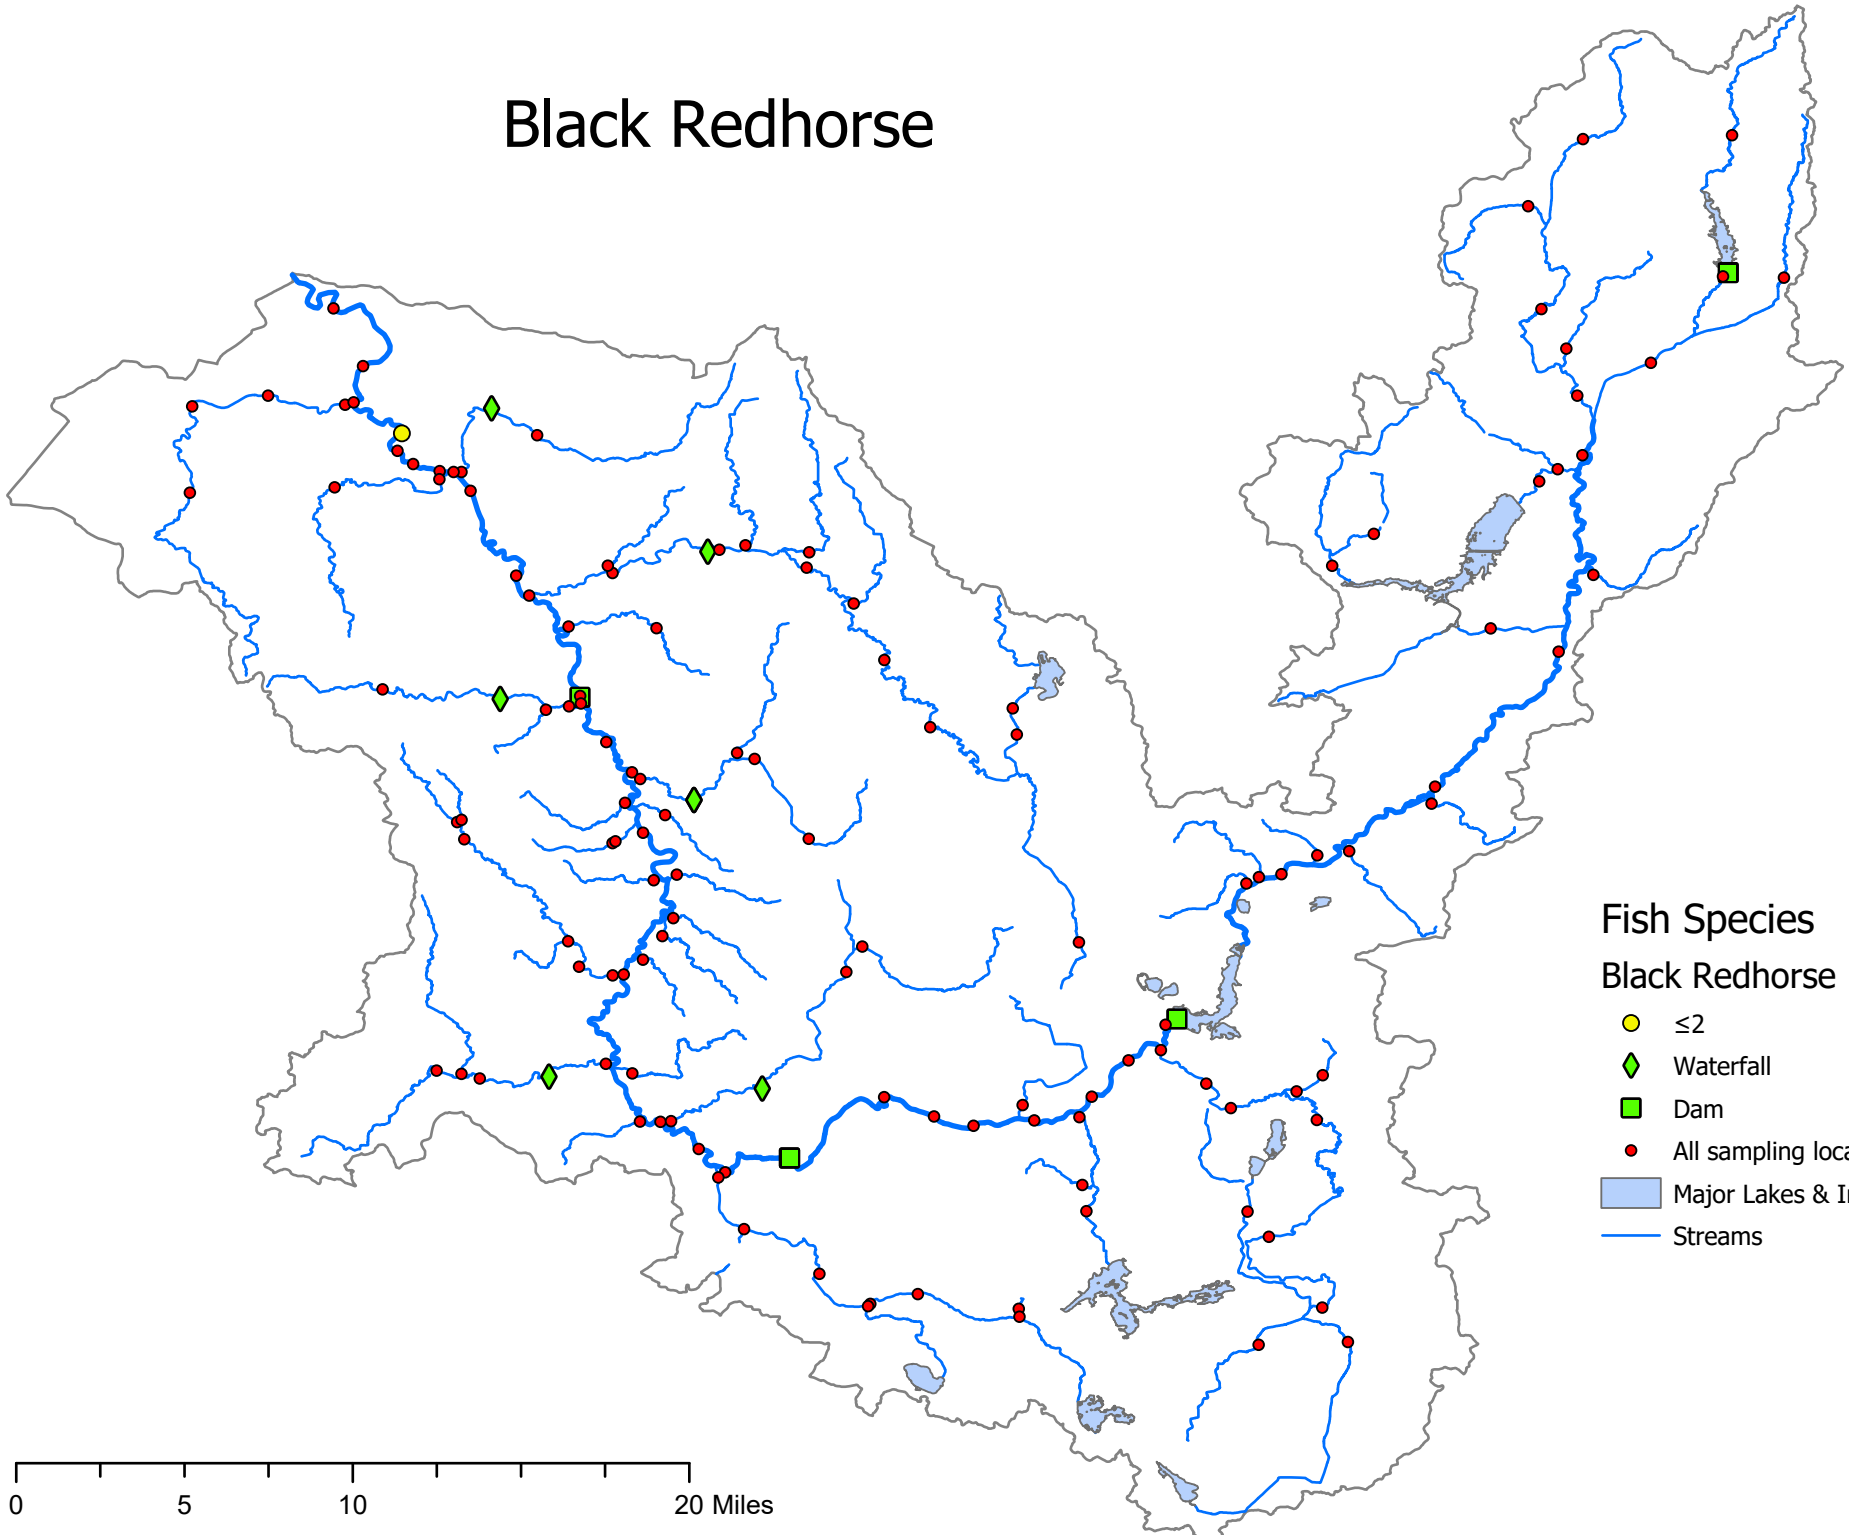 Black Redhorse
Fish Species
Black Redhorse
≤2
Waterfall
Dam
All sampling loca
Major Lakes & I
Streams
0 5 10 20 Miles